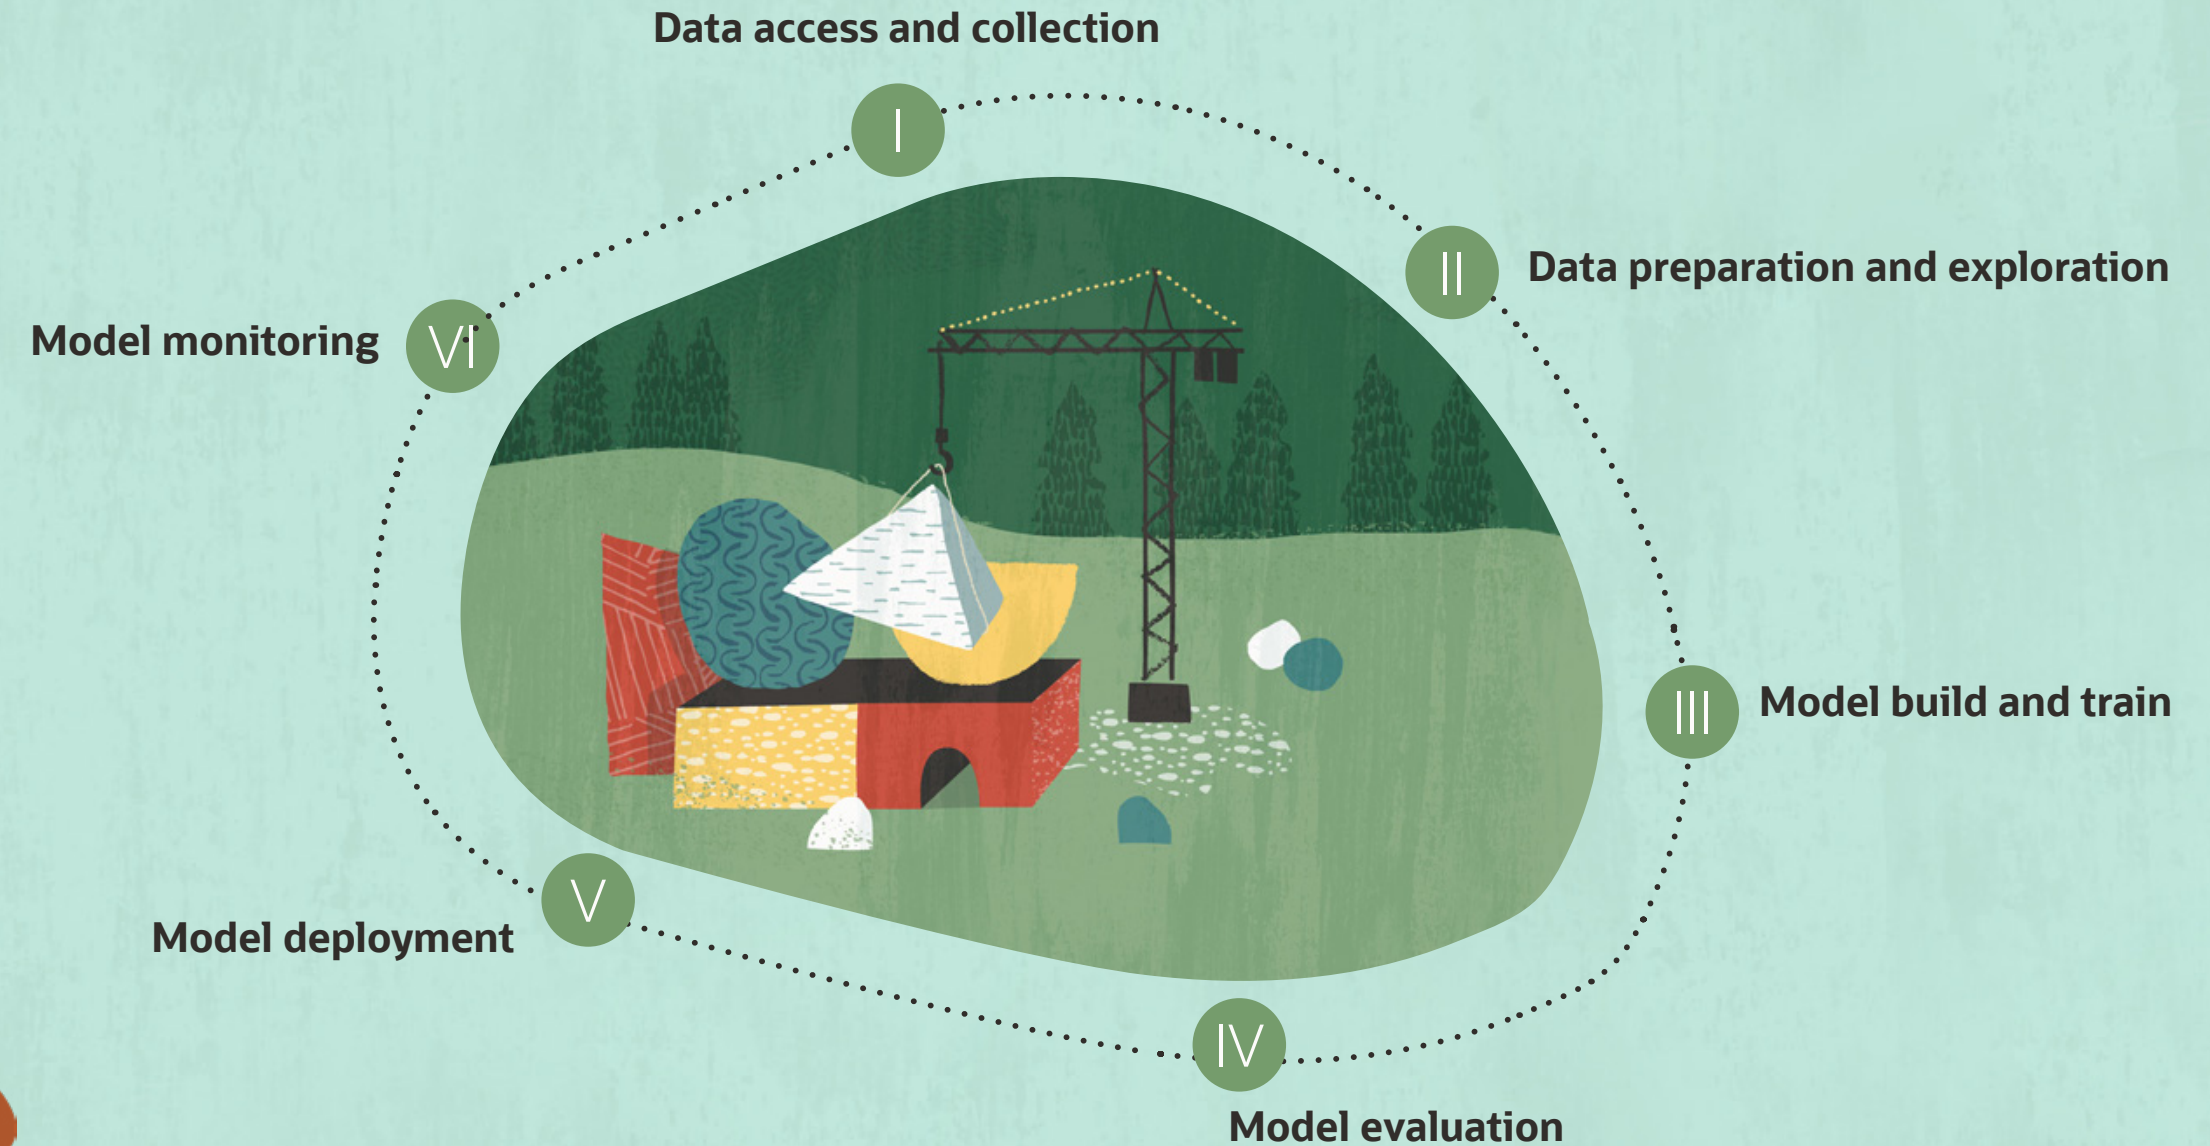 Data access and collection
I
II
Data preparation and exploration
VI
Model monitoring
III
Model build and train
V
Model deployment
IV
Model evaluation